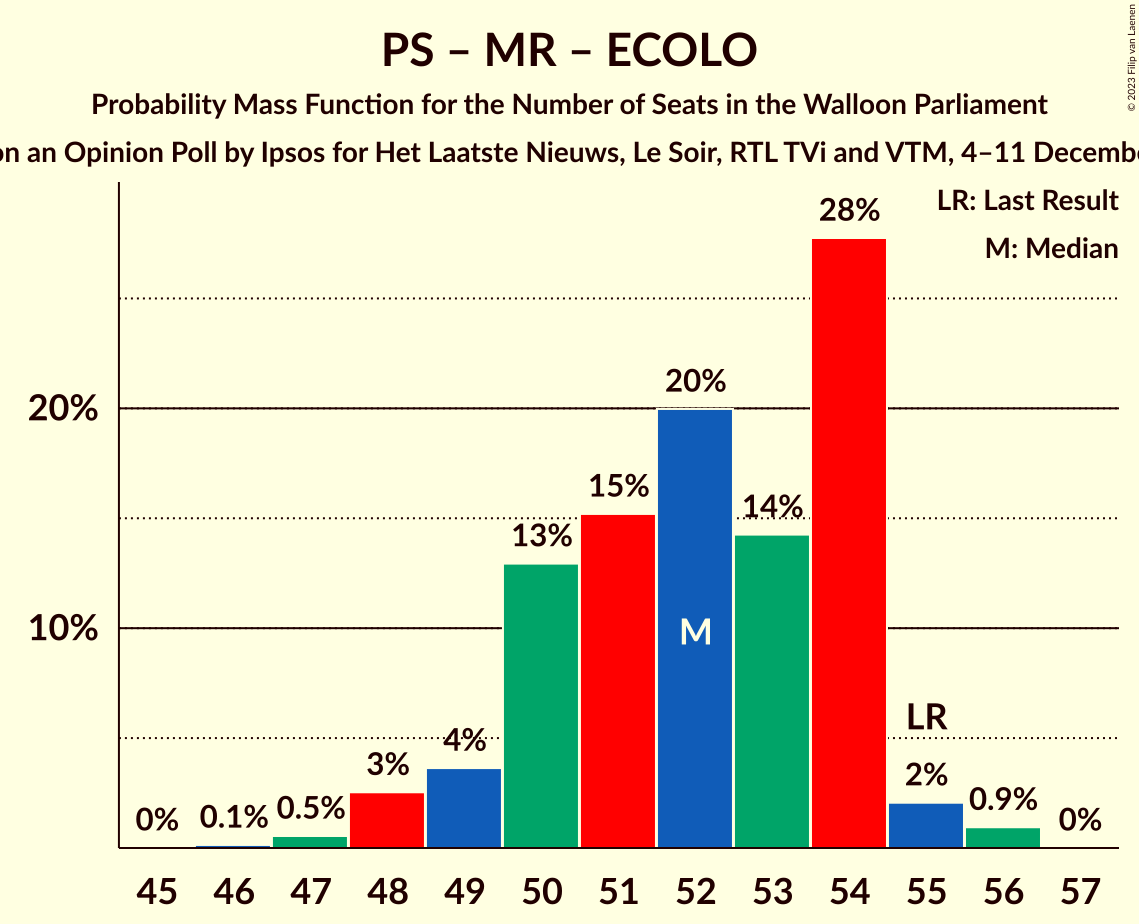 PS – MR – ECOLO
Probability Mass Function for the Number of Seats in the Walloon Parliament
on an Opinion Poll by Ipsos for Het Laatste Nieuws, Le Soir, RTL TVi and VTM, 4–11
© 2023 Filip van Laenen
LR: Last Result
M: Median
28%
20%
20%
15%
14%
13%
10%
M
LR
4%
3%
2%
0.9%
0.5%
0.1%
0%
0%
45 46 47 48 49 50 51 52 53 54 55 56 57